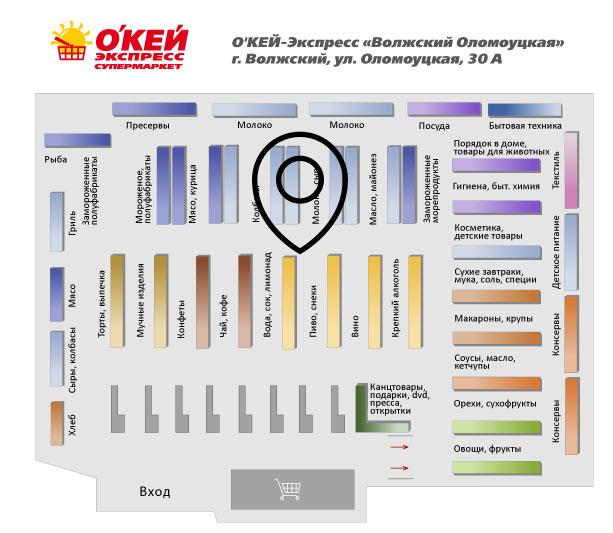 О'КЕЙ
ЭКСПРЕСС
СУПЕРМАРКЕТ
О'КЕЙ-Экспресс «Волжский Оломоуцкая»
г. Волжский, ул. Оломоуцкая, 30 А
Пресервы
Молоко
Молоко
Посуда
Бытовая техника
Рыба
Замороженные
полуфабрикаты
Мороженое,
полуфабрикаты
Мясо, курица
Молоко, сыр
Масло, майонез
Замороженные
морепродукты
Порядок в доме,
товары для животных
Гигиена, быт. химия
Косметика,
детские товары
Сухие завтраки,
мука, соль, специи
Макароны, крупы
Соусы, масло,
кетчупы
Орехи, сухофрукты
Овощи, фрукты
Текстиль
Детское питание
Консервы
Консервы
Гриль
Мясо
Сыры, колбасы
Хлеб
Торты, выпечка
Мучные изделия
Конфеты
Чай, кофе
Вода, сок, лимонад
Пиво, снеки
Вино
Крепкий алкоголь
Канцтовары,
подарки, dvd,
пресса,
открытки
Вход